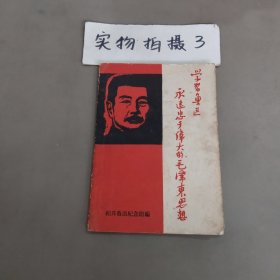 实物拍摄3
学习鲁迅
永远忠于伟大的毛泽东思想
绍兴鲁迅纪念馆编